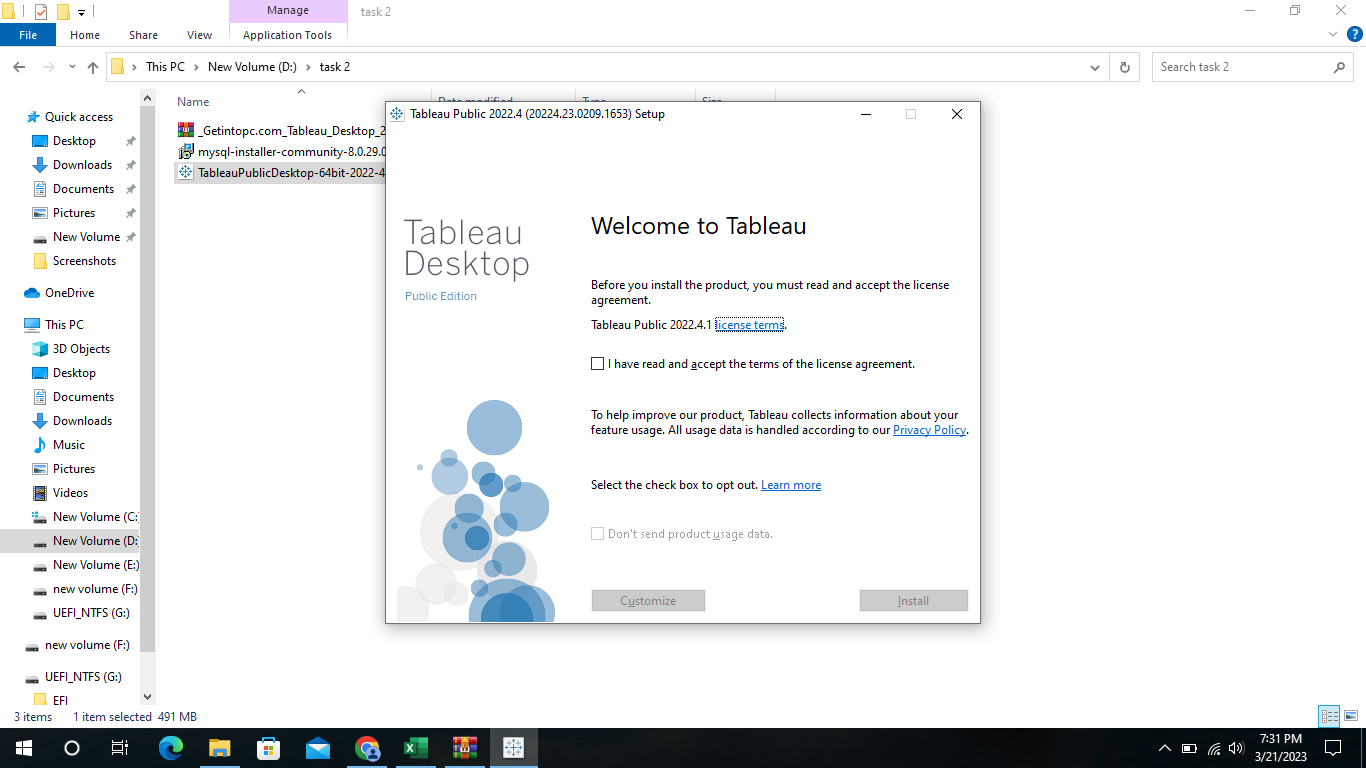 Manage
task 2
File
Home
Share
View
Application Tools
This PC
New Volume (D:)
task 2
Search task 2
Name
Date modified
Type
Size
_Getintopc.com_Tableau_Desktop_2
mysql-installer-community-8.0.29.0
TableauPublicDesktop-64bit-2022-4
Quick access
Desktop
Downloads
Documents
Pictures
New Volume
Screenshots
OneDrive
This PC
3D Objects
Desktop
Documents
Downloads
Music
Pictures
Videos
New Volume (C:
New Volume (D:
New Volume (E:)
new volume (F:)
UEFI_NTFS (G:)
new volume (F:)
UEFI_NTFS (G:)
EFI
Tableau Public 2022.4 (20224.23.0209.1653) Setup
Tableau
Desktop
Public Edition
Welcome to Tableau
Before you install the product, you must read and accept the license
agreement.
Tableau Public 2022.4.1 license terms.
I have read and accept the terms of the license agreement.
To help improve our product, Tableau collects information about your
feature usage. All usage data is handled according to our Privacy Policy.
Select the check box to opt out. Learn more
Don't send product usage data.
Customize
Install
3 items
1 item selected 491 MB
7:31 PM
3/21/2023